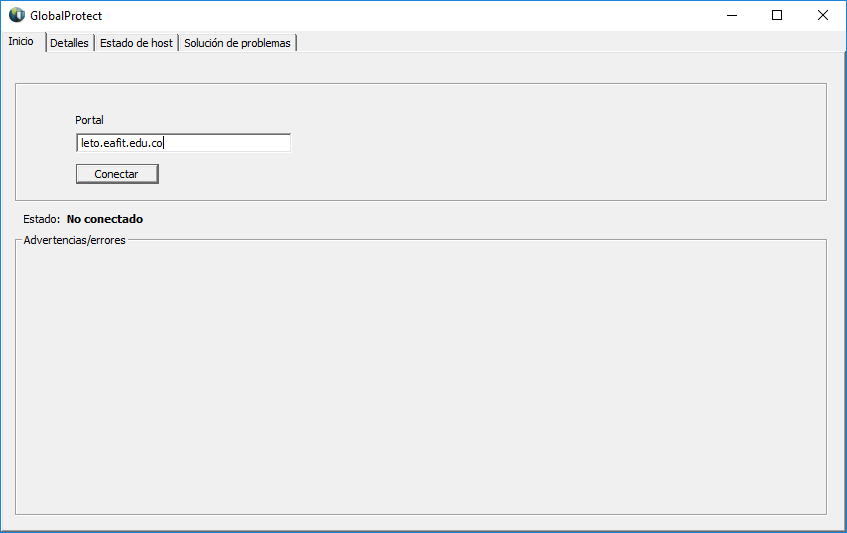 GlobalProtect
Inicio Detalles Estado de host Solución de problemas
Portal
leto.eafit.edu.co
Conectar
Estado: No conectado
Advertencias/errores